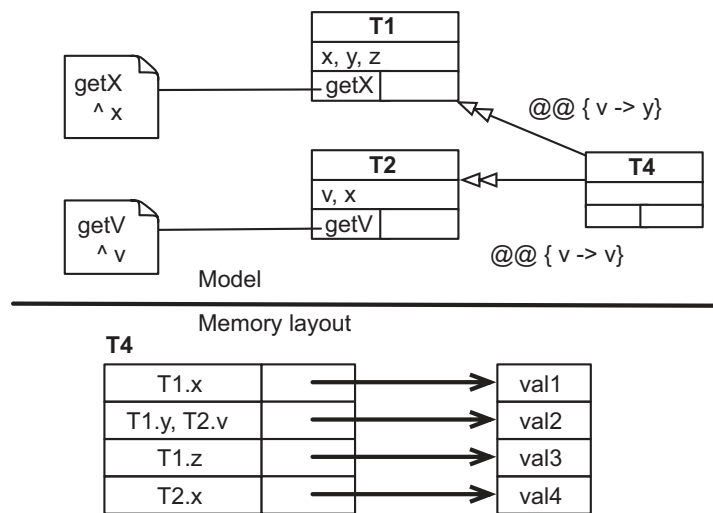 T1
x, y, z
getX
getX
^ x
@@ { v -> y}
T2
v, x
getV
T4
getV
^ v
@@ { v -> v}
Model
Memory layout
T4
T1.x
val1
T1.y, T2.v
val2
T1.z
val3
T2.x
val4